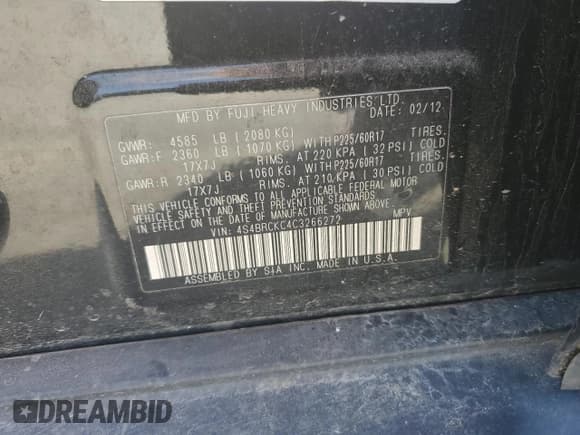 MFD BY FUJI HEAVY INDUSTRIES LTD.
DATE: 02/12
GVWR: 4585 LB (2080 KG)
GAWR:F 2360 LB (1070 KG) WITH P225/60R17 TIRES.
17X7J RIMS. AT 220 KPA (32 PSI) COLD
GAWR:R 2340 LB (1060 KG) WITH P225/60R17 TIRES.
17X7J RIMS. AT 210 KPA (30 PSI) COLD
THIS VEHICLE CONFORMS TO ALL APPLICABLE FEDERAL MOTOR
VEHICLE SAFETY AND THEFT PREVENTION STANDARDS
IN EFFECT ON THE DATE OF MANUFACTURE SHOWN ABOVE.
VIN: 4S4BRCKC4C3266272 MPV
ASSEMBLED BY SIA INC. MADE IN U.S.A.
DREAMBID